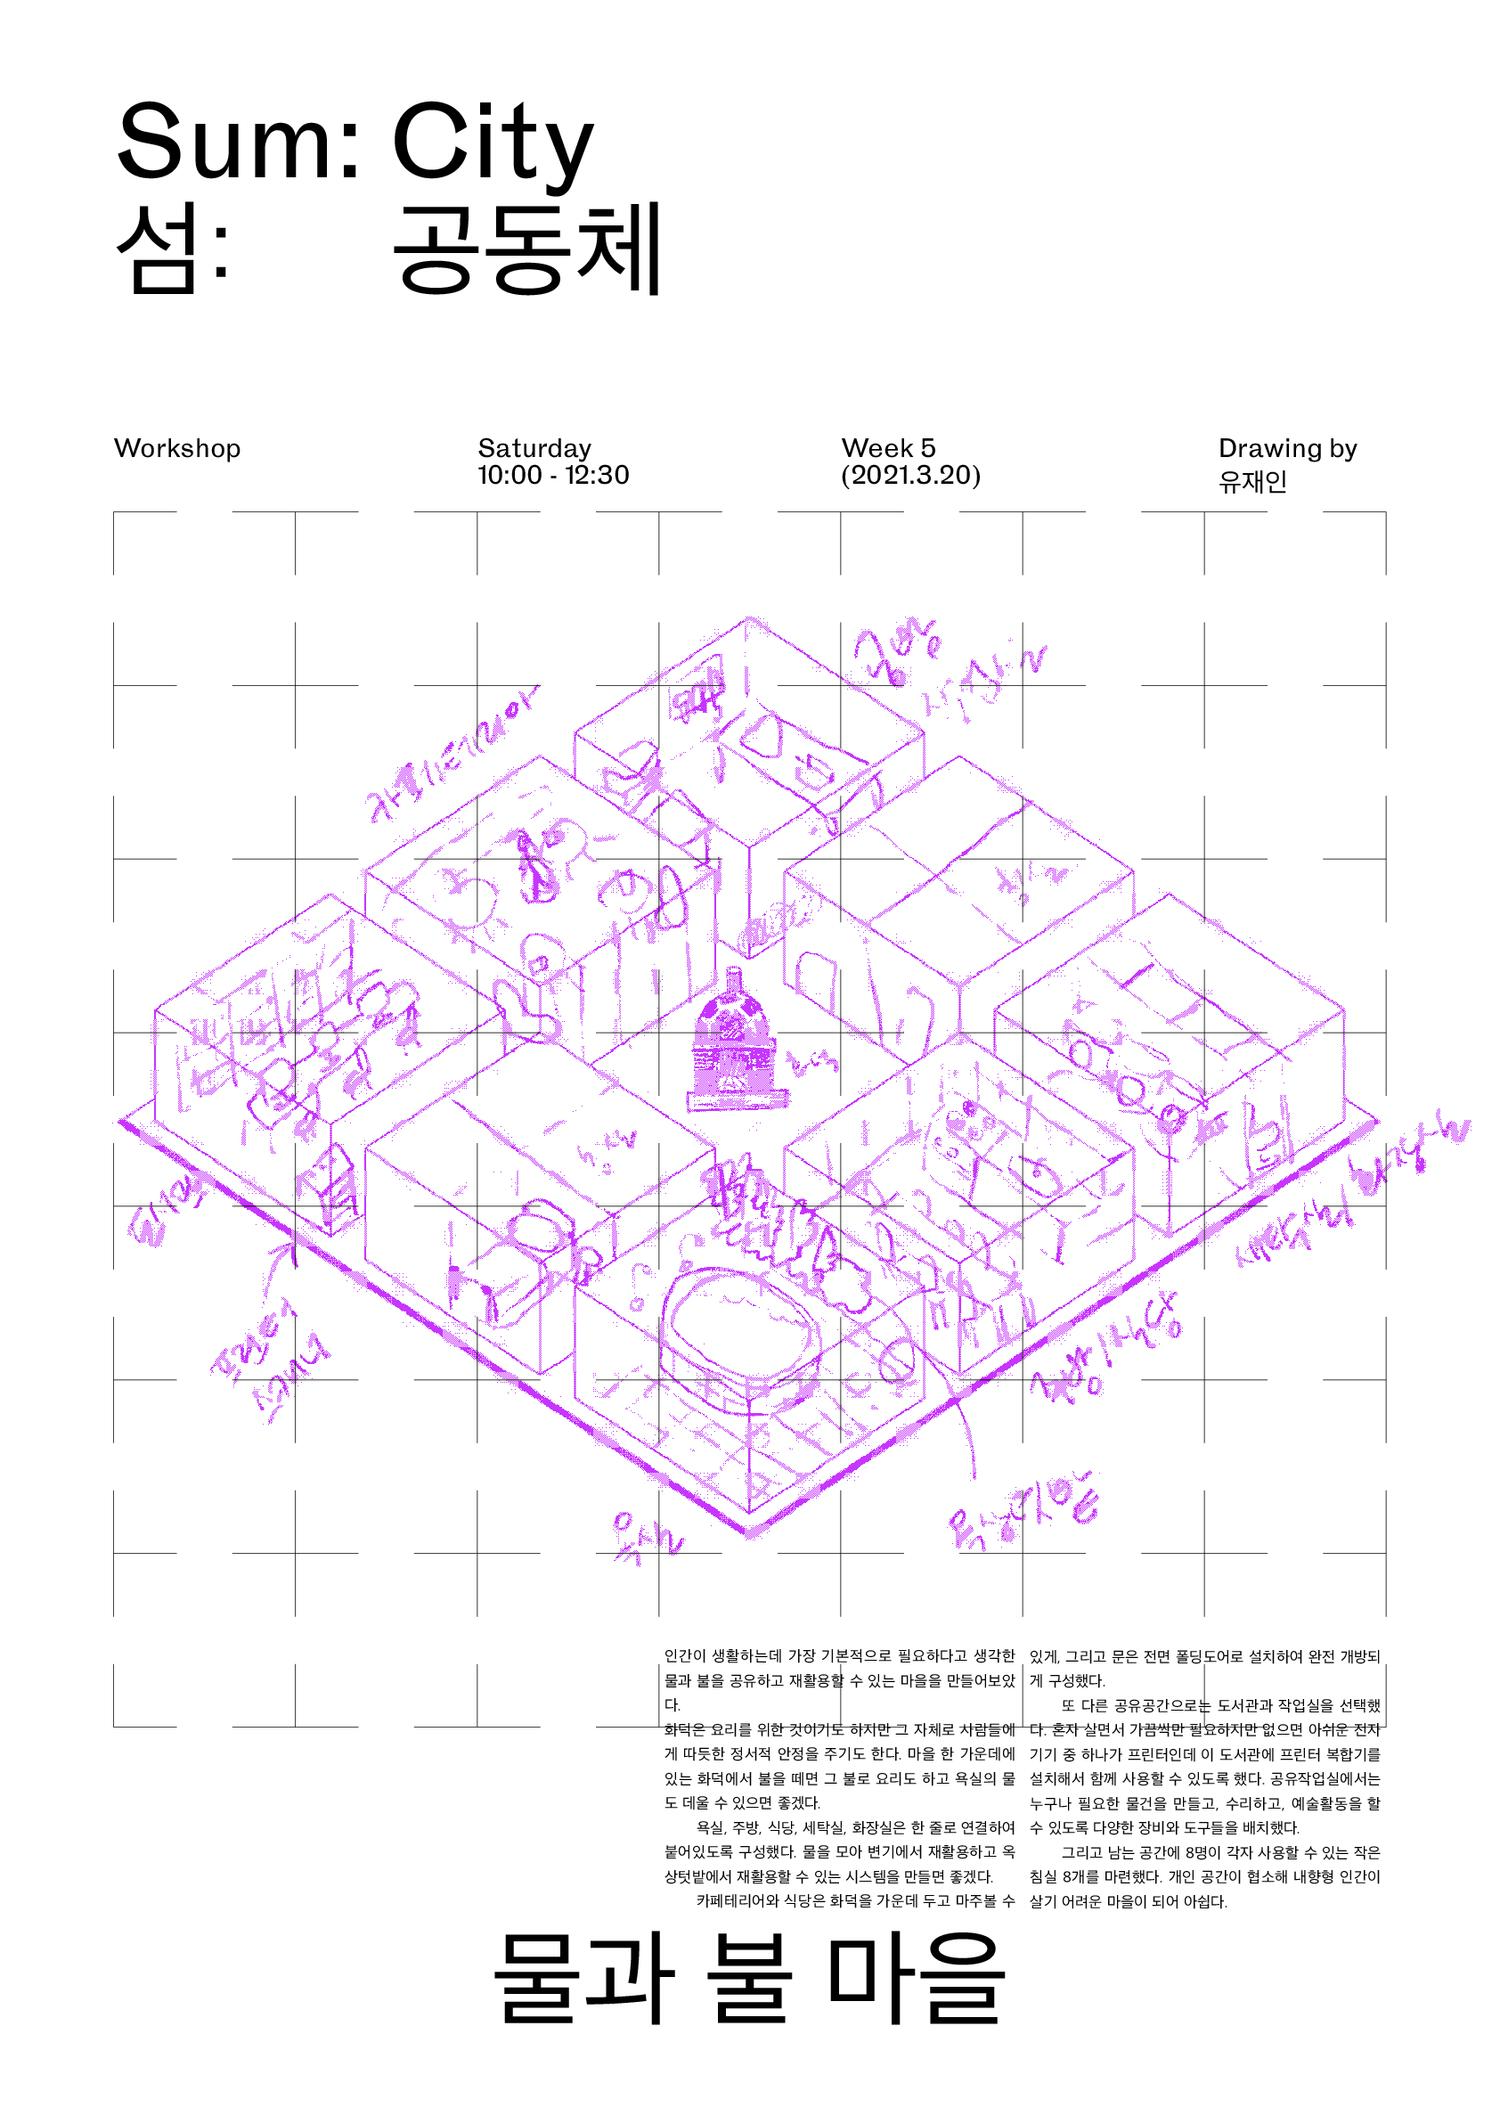 Sum: City
섬: 공동체
Workshop
Saturday
10:00 - 12:30
Week 5
(2021.3.20)
Drawing by
유재인
공방
작업실
카페테리아
침실
화덕
침실
도서관
프린터
스캐너
화장실
세탁실
주방/식당
옥상텃밭
욕실
인간이 생활하는데 가장 기본적으로 필요하다고 생각한
물과 불을 공유하고 재활용할 수 있는 마을을 만들어보았
다.
화덕은 요리를 위한 것이기도 하지만 그 자체로 사람들에
게 따듯한 정서적 안정을 주기도 한다. 마을 한 가운데에
있는 화덕에서 불을 떼면 그 불로 요리도 하고 욕실의 물
도 데울 수 있으면 좋겠다.
욕실, 주방, 식당, 세탁실, 화장실은 한 줄로 연결하여
붙어있도록 구성했다. 물을 모아 변기에서 재활용하고 옥
상텃밭에서 재활용할 수 있는 시스템을 만들면 좋겠다.
카페테리아와 식당은 화덕을 가운데 두고 마주볼 수
있게, 그리고 문은 전면 폴딩도어로 설치하여 완전 개방되
게 구성했다.
또 다른 공유공간으로는 도서관과 작업실을 선택했
다. 혼자 살면서 가끔씩만 필요하지만 없으면 아쉬운 전자
기기 중 하나가 프린터인데 이 도서관에 프린터 복합기를
설치해서 함께 사용할 수 있도록 했다. 공유작업실에서는
누구나 필요한 물건을 만들고, 수리하고, 예술활동을 할
수 있도록 다양한 장비와 도구들을 배치했다.
그리고 남는 공간에 8명이 각자 사용할 수 있는 작은
침실 8개를 마련했다. 개인 공간이 협소해 내향형 인간이
살기 어려운 마을이 되어 아쉽다.
물과 불 마을